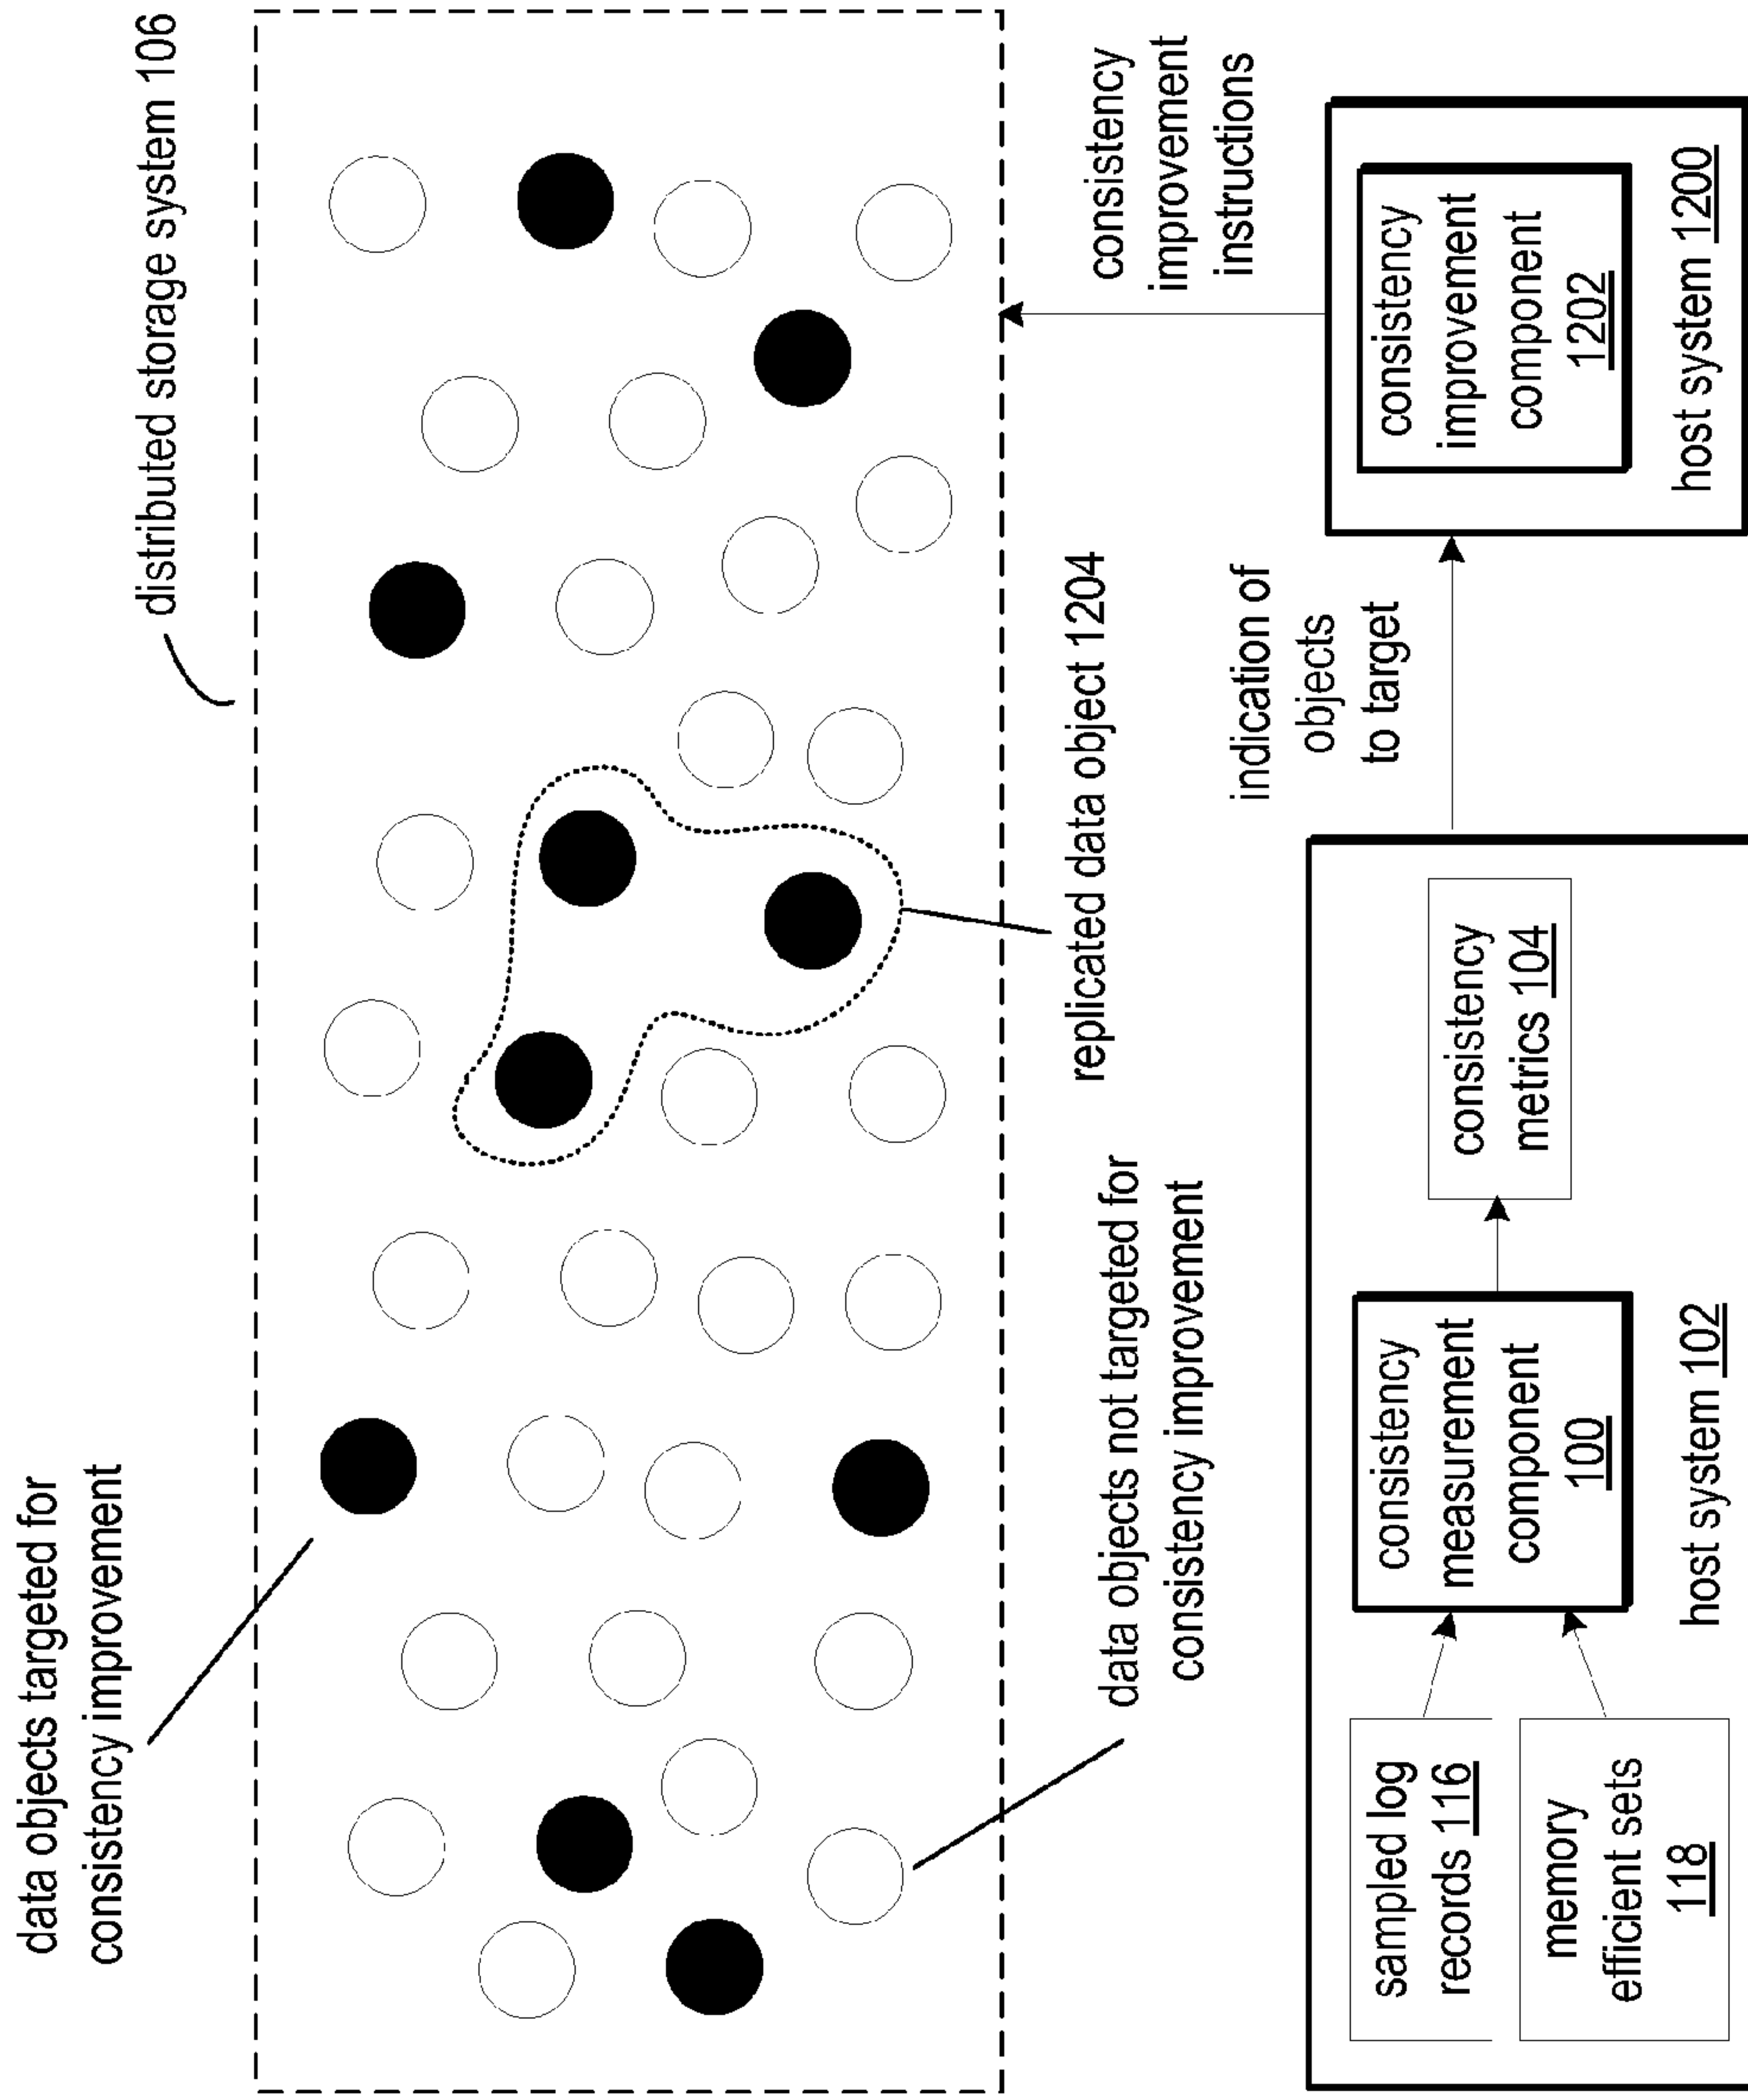 data objects targeted for
consistency improvement
distributed storage system 106
data objects not targeted for
consistency improvement
replicated data object 1204
consistency
improvement
instructions
sampled log
records 116
memory
efficient sets
118
consistency
measurement
component
100
consistency
metrics 104
host system 102
indication of
objects
to target
consistency
improvement
component
1202
host system 1200